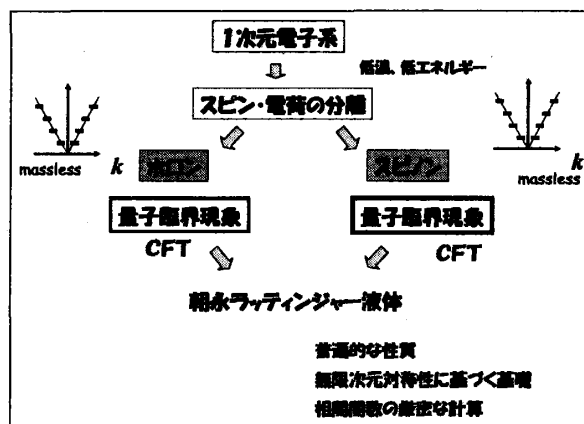 1次元電子系
低温、低エネルギー
スピン・電荷の分離
k
massless
ホロン
スピノン
k
massless
量子臨界現象
量子臨界現象
CFT
CFT
朝永ラッティンジャー液体
普遍的な性質
無限次元対称性に基づく基礎
相関関数の厳密な計算